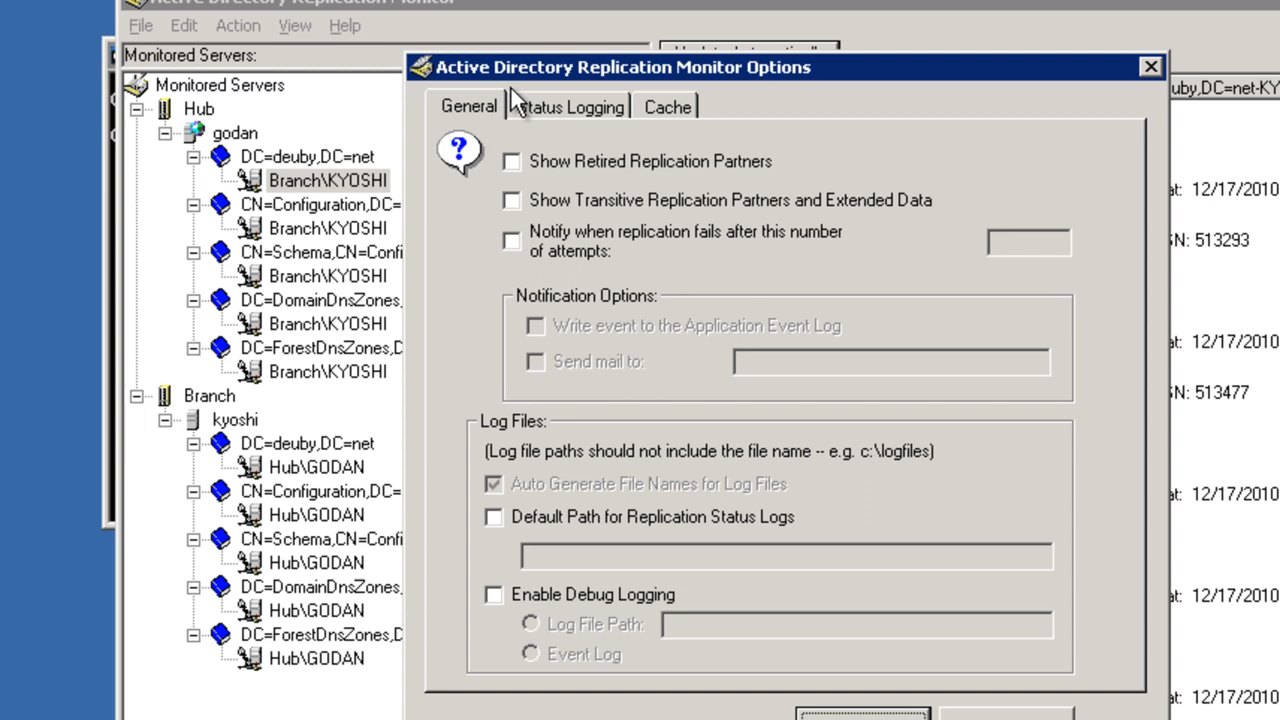 Active Directory Replication Monitor
File Edit Action View Help
Monitored Servers:
Active Directory Replication Monitor Options
General Status Logging Cache
?
Show Retired Replication Partners
Show Transitive Replication Partners and Extended Data
Notify when replication fails after this number
of attempts:
Notification Options:
Write event to the Application Event Log
Send mail to:
Log Files:
(Log file paths should not include the file name -- e.g. c:\logfiles)
Auto Generate File Names for Log Files
Default Path for Replication Status Logs
Enable Debug Logging
Log File Path:
Event Log
Monitored Servers
Hub
godan
DC=deuby,DC=net
Branch\KYOSHI
CN=Configuration,DC=
Branch\KYOSHI
CN=Schema,CN=Confi
Branch\KYOSHI
DC=DomainDnsZones,
Branch\KYOSHI
DC=ForestDnsZones,D
Branch\KYOSHI
Branch
kyoshi
DC=deuby,DC=net
Hub\GODAN
CN=Configuration,DC=
Hub\GODAN
CN=Schema,CN=Confi
Hub\GODAN
DC=DomainDnsZones,
Hub\GODAN
DC=ForestDnsZones,D
Hub\GODAN
uby,DC=net-KY
at: 12/17/2010
SN: 513293
at: 12/17/2010
SN: 513477
at: 12/17/2010
at: 12/17/2010
at: 12/17/2010